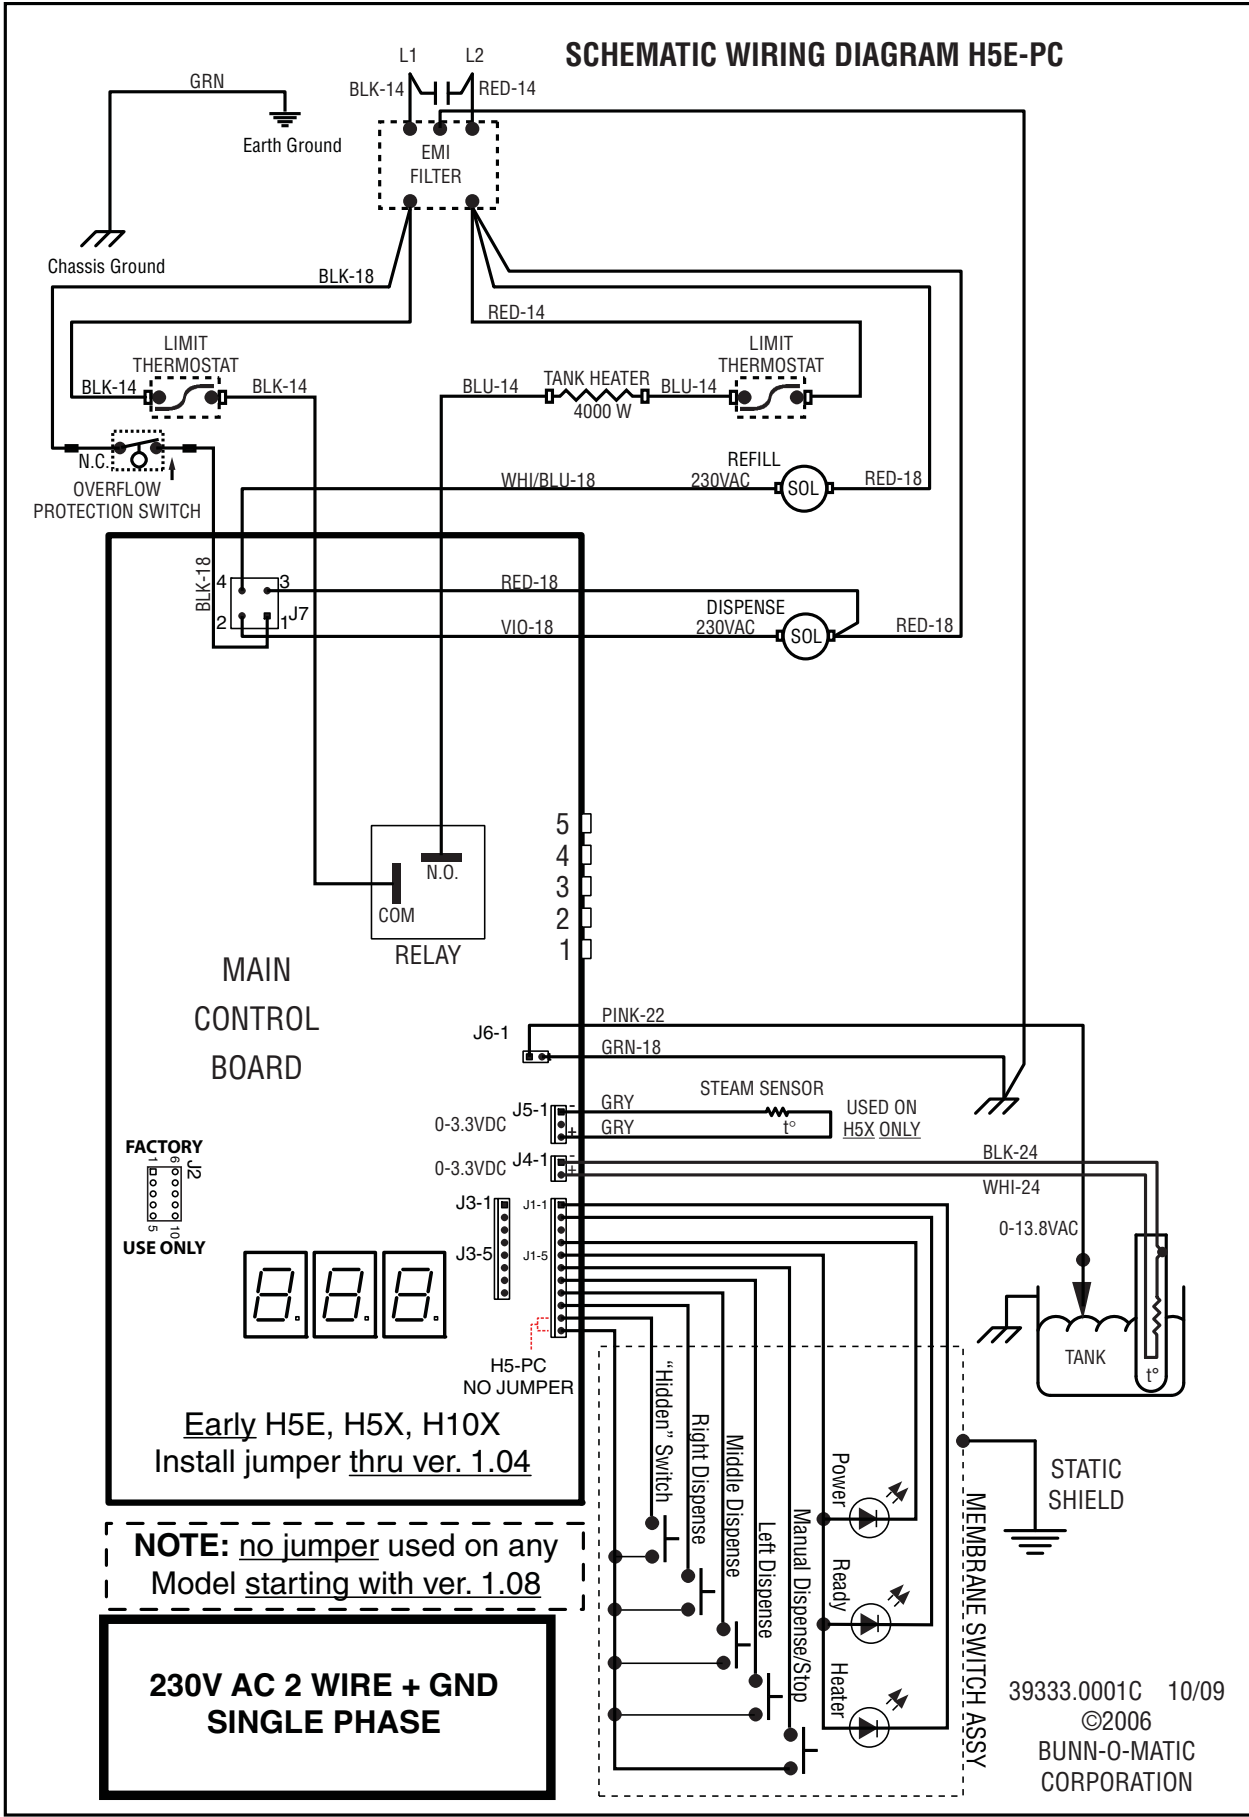 SCHEMATIC WIRING DIAGRAM H5E-PC
L1
L2
GRN
BLK-14
RED-14
Earth Ground
EMI
FILTER
Chassis Ground
BLK-18
RED-14
LIMIT
THERMOSTAT
LIMIT
THERMOSTAT
BLK-14
BLK-14
BLU-14
TANK HEATER
4000 W
BLU-14
N.C.
OVERFLOW
PROTECTION SWITCH
WHI/BLU-18
REFILL
230VAC
SOL
RED-18
BLK-18
4
3
2
1
J7
RED-18
VIO-18
DISPENSE
230VAC
SOL
RED-18
5
4
3
2
1
N.O.
COM
RELAY
MAIN
CONTROL
BOARD
J6-1
PINK-22
GRN-18
STEAM SENSOR
J5-1
-
+
0-3.3VDC
GRY
GRY
t°
USED ON
H5X ONLY
J4-1
-
+
0-3.3VDC
BLK-24
WHI-24
FACTORY
1
6
J2
5
10
USE ONLY
J3-1
J1-1
J3-5
J1-5
0-13.8VAC
8.8.8.
TANK
t°
H5-PC
NO JUMPER
Early H5E, H5X, H10X
Install jumper thru ver. 1.04
"Hidden" Switch
Right Dispense
Middle Dispense
Left Dispense
Manual Dispense/Stop
Power
Ready
Heater
MEMBRANE SWITCH ASSY
STATIC
SHIELD
NOTE: no jumper used on any
Model starting with ver. 1.08
230V AC 2 WIRE + GND
SINGLE PHASE
39333.0001C 10/09
©2006
BUNN-O-MATIC
CORPORATION